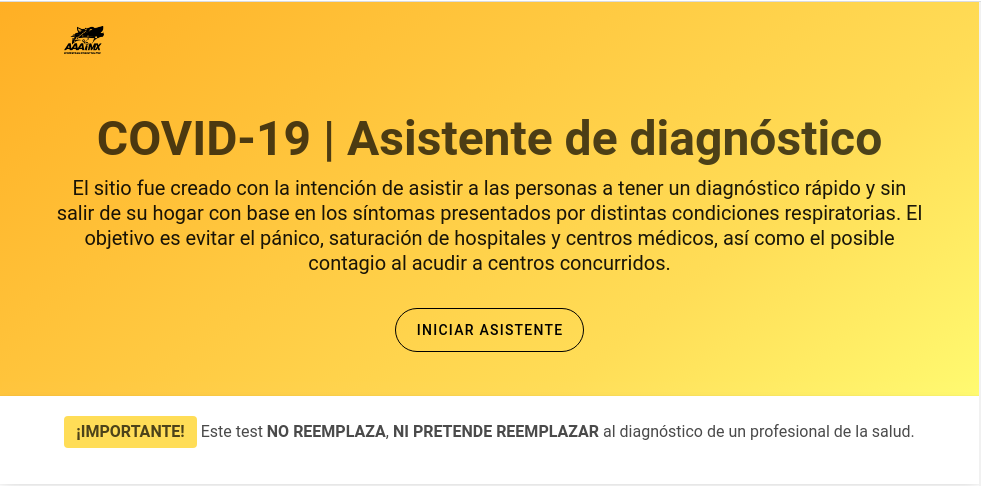 AAAIMX
COVID-19 | Asistente de diagnóstico
El sitio fue creado con la intención de asistir a las personas a tener un diagnóstico rápido y sin
salir de su hogar con base en los síntomas presentados por distintas condiciones respiratorias. El
objetivo es evitar el pánico, saturación de hospitales y centros médicos, así como el posible
contagio al acudir a centros concurridos.
INICIAR ASISTENTE
¡IMPORTANTE! Este test NO REEMPLAZA, NI PRETENDE REEMPLAZAR al diagnóstico de un profesional de la salud.